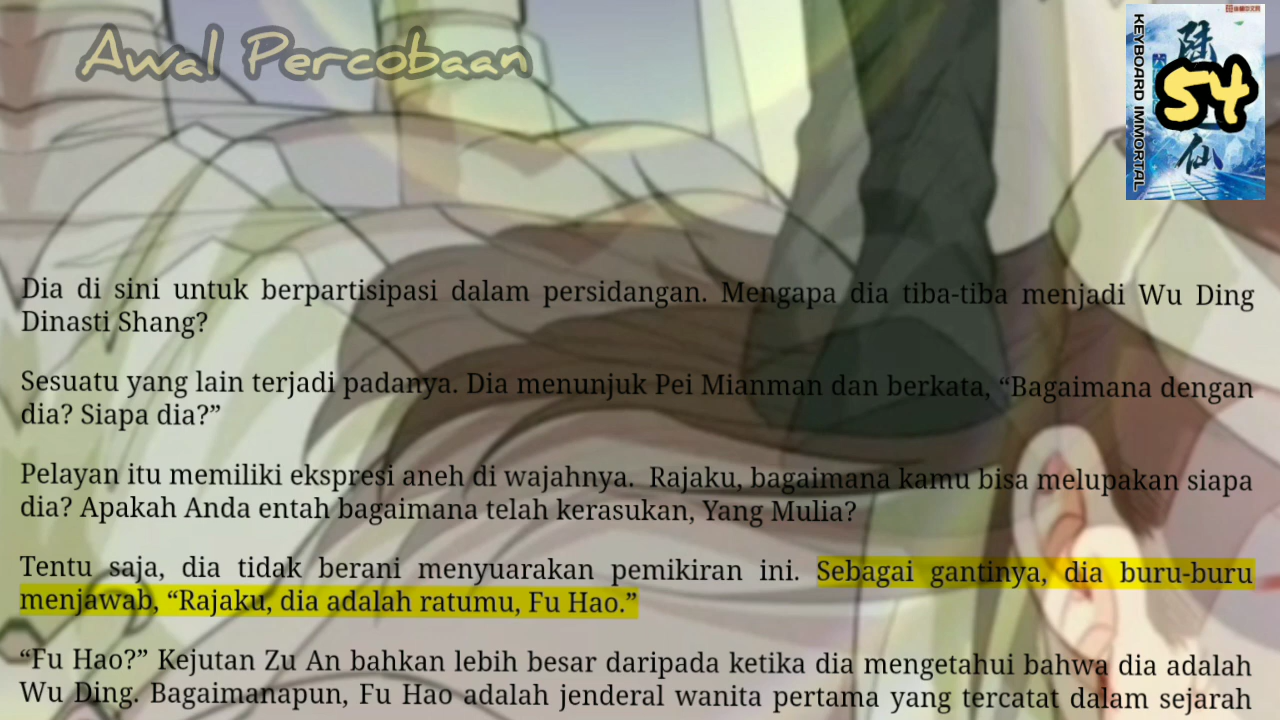 Awal Percobaan
KEYBOARD IMMORTAL
陆
仙
54
Dia di sini untuk berpartisipasi dalam persidangan. Mengapa dia tiba-tiba menjadi Wu Ding
Dinasti Shang?
Sesuatu yang lain terjadi padanya. Dia menunjuk Pei Mianman dan berkata, “Bagaimana dengan
dia? Siapa dia?”
Pelayan itu memiliki ekspresi aneh di wajahnya.  Rajaku, bagaimana kamu bisa melupakan siapa
dia? Apakah Anda entah bagaimana telah kerasukan, Yang Mulia?
Tentu saja, dia tidak berani menyuarakan pemikiran ini. Sebagai gantinya, dia buru-buru
menjawab, “Rajaku, dia adalah ratumu, Fu Hao.”
“Fu Hao?” Kejutan Zu An bahkan lebih besar daripada ketika dia mengetahui bahwa dia adalah
Wu Ding. Bagaimanapun, Fu Hao adalah jenderal wanita pertama yang tercatat dalam sejarah